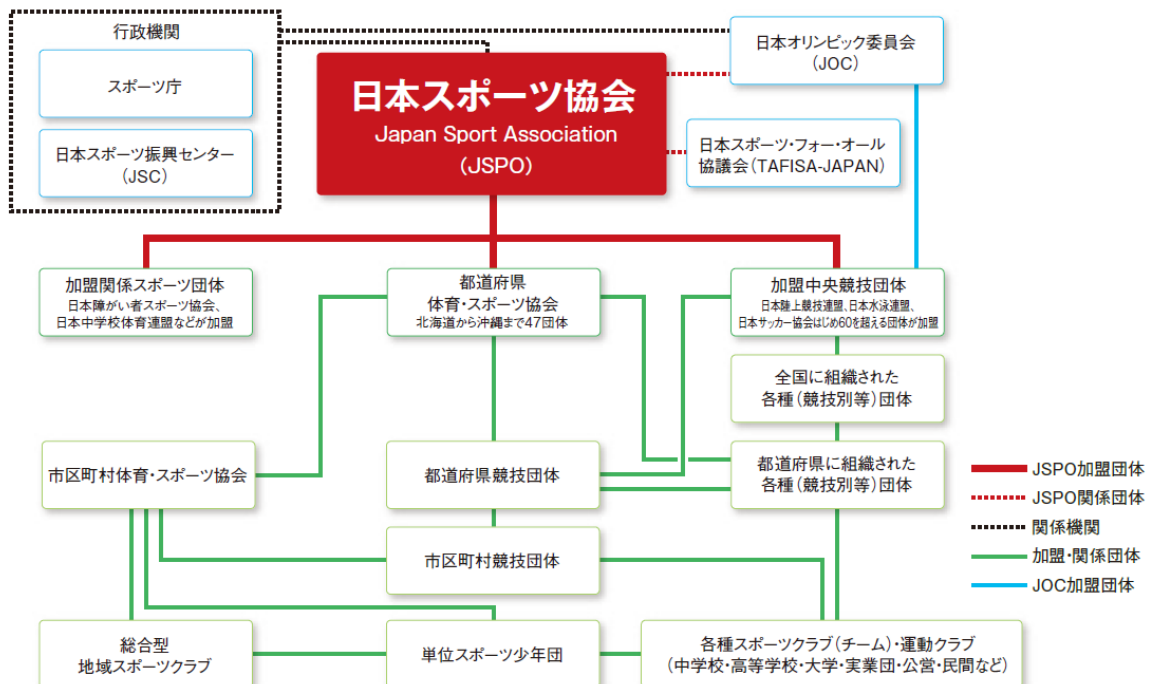 行政機関
スポーツ庁
日本スポーツ振興センター
(JSC)
日本スポーツ協会
Japan Sport Association
(JSPO)
日本オリンピック委員会
(JOC)
日本スポーツ・フォー・オール
協議会(TAFISA-JAPAN)
加盟関係スポーツ団体
日本障がい者スポーツ協会、
日本中学校体育連盟などが加盟
都道府県
体育・スポーツ協会
北海道から沖縄まで47団体
加盟中央競技団体
日本陸上競技連盟、日本水泳連盟、
日本サッカー協会はじめ60を超える団体が加盟
全国に組織された
各種(競技別等)団体
市区町村体育・スポーツ協会
都道府県競技団体
都道府県に組織された
各種(競技別等)団体
市区町村競技団体
総合型
地域スポーツクラブ
単位スポーツ少年団
各種スポーツクラブ(チーム)・運動クラブ
(中学校・高等学校・大学・実業団・公営・民間など)
JSPO加盟団体
JSPO関係団体
関係機関
加盟・関係団体
JOC加盟団体